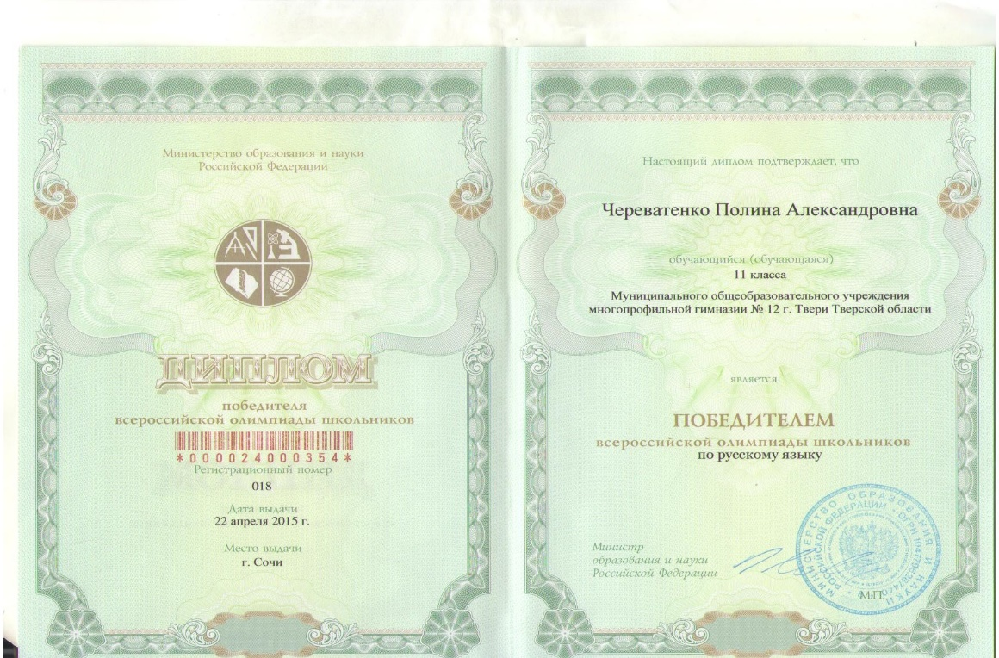 Министерство образования и науки
Российской Федерации
ДИПЛОМ
победителя
всероссийской олимпиады школьников
*000024000354*
Регистрационный номер
018
Дата выдачи
22 апреля 2015 г.
Место выдачи
г. Сочи
Настоящий диплом подтверждает, что
Череватенко Полина Александровна
обучающийся (обучающаяся)
11 класса
Муниципального общеобразовательного учреждения
многопрофильной гимназии № 12 г. Твери Тверской области
является
ПОБЕДИТЕЛЕМ
всероссийской олимпиады школьников
по русскому языку
Министр
образования и науки
Российской Федерации
М.П.
МИНИСТЕРСТВО ОБРАЗОВАНИЯ И НАУКИ
РОССИЙСКОЙ ФЕДЕРАЦИИ